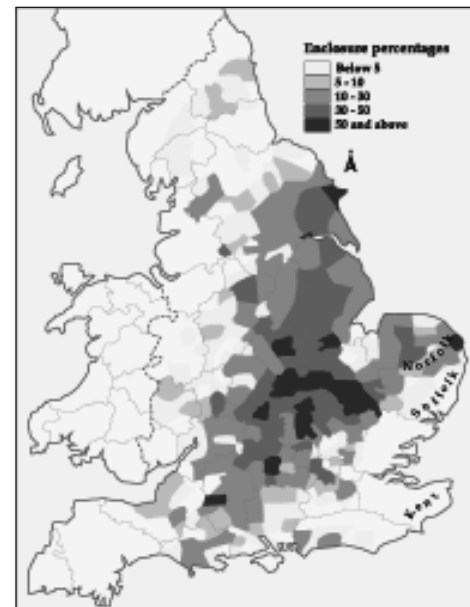 Enclosure percentages
Below 5
5 - 10
10 - 30
30 - 50
50 and above
Norfolk
Suffolk
Kent